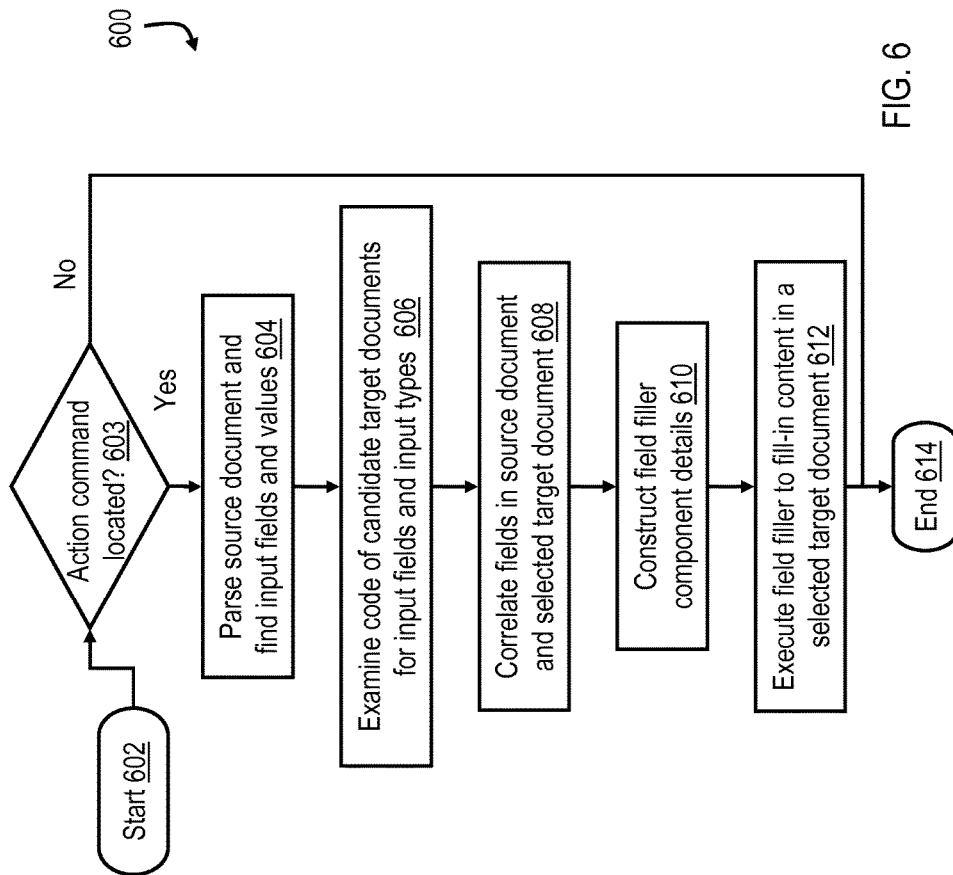 600
Start 602
Action command
located? 603
No
Yes
Parse source document and
find input fields and values 604
Examine code of candidate target documents
for input fields and input types 606
Correlate fields in source document
and selected target document 608
Construct field filler
component details 610
Execute field filler to fill-in content in a
selected target document 612
End 614
FIG. 6